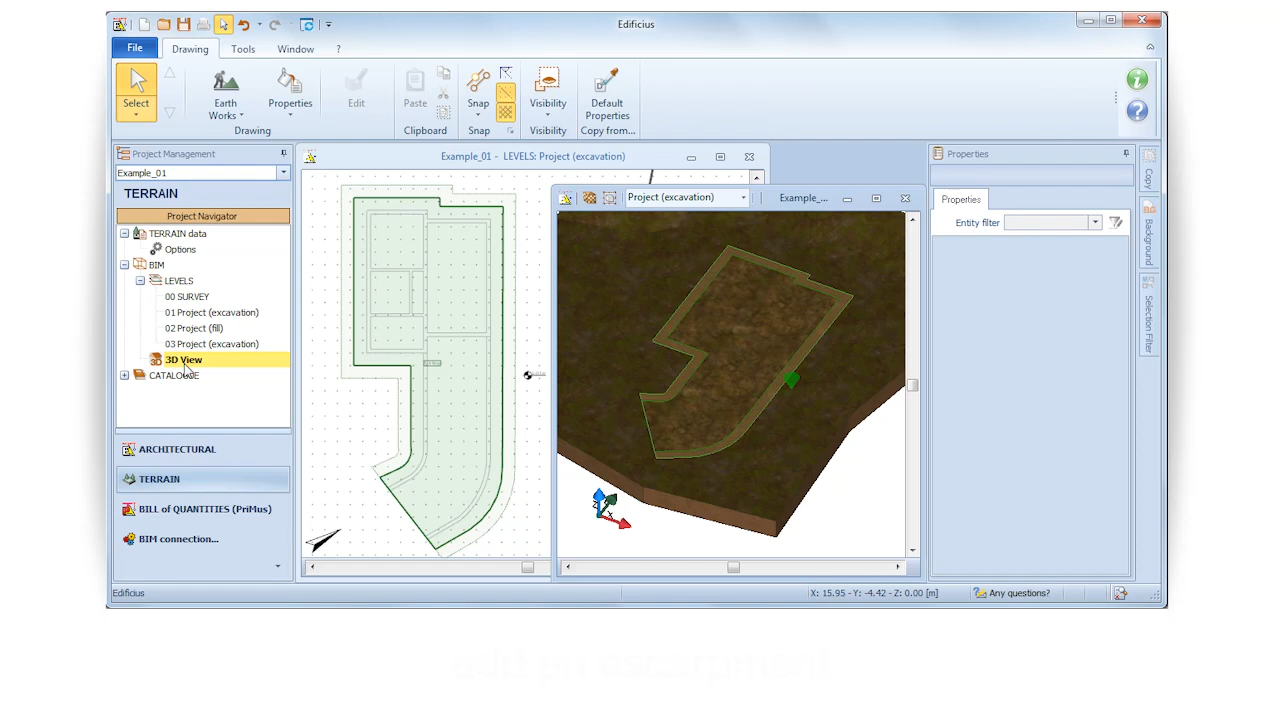 Edificius
File
Drawing
Tools
Window
?
Select
Earth
Works
Properties
Edit
Paste
Snap
Visibility
Default
Properties
Drawing
Clipboard
Snap
Visibility
Copy from...
Project Management
Example_01
TERRAIN
Project Navigator
TERRAIN data
Options
BIM
LEVELS
00 SURVEY
01 Project (excavation)
02 Project (fill)
03 Project (excavation)
3D View
CATALOGUE
ARCHITECTURAL
TERRAIN
BILL of QUANTITIES (PriMus)
BIM connection...
Example_01 - LEVELS: Project (excavation)
Project (excavation)
Example_...
X
Properties
Properties
Entity filter
Copy
Background
Selection Filter
Edificius
X: 15.95 - Y: -4.42 - Z: 0.00 [m]
Any questions?
add an escarpment